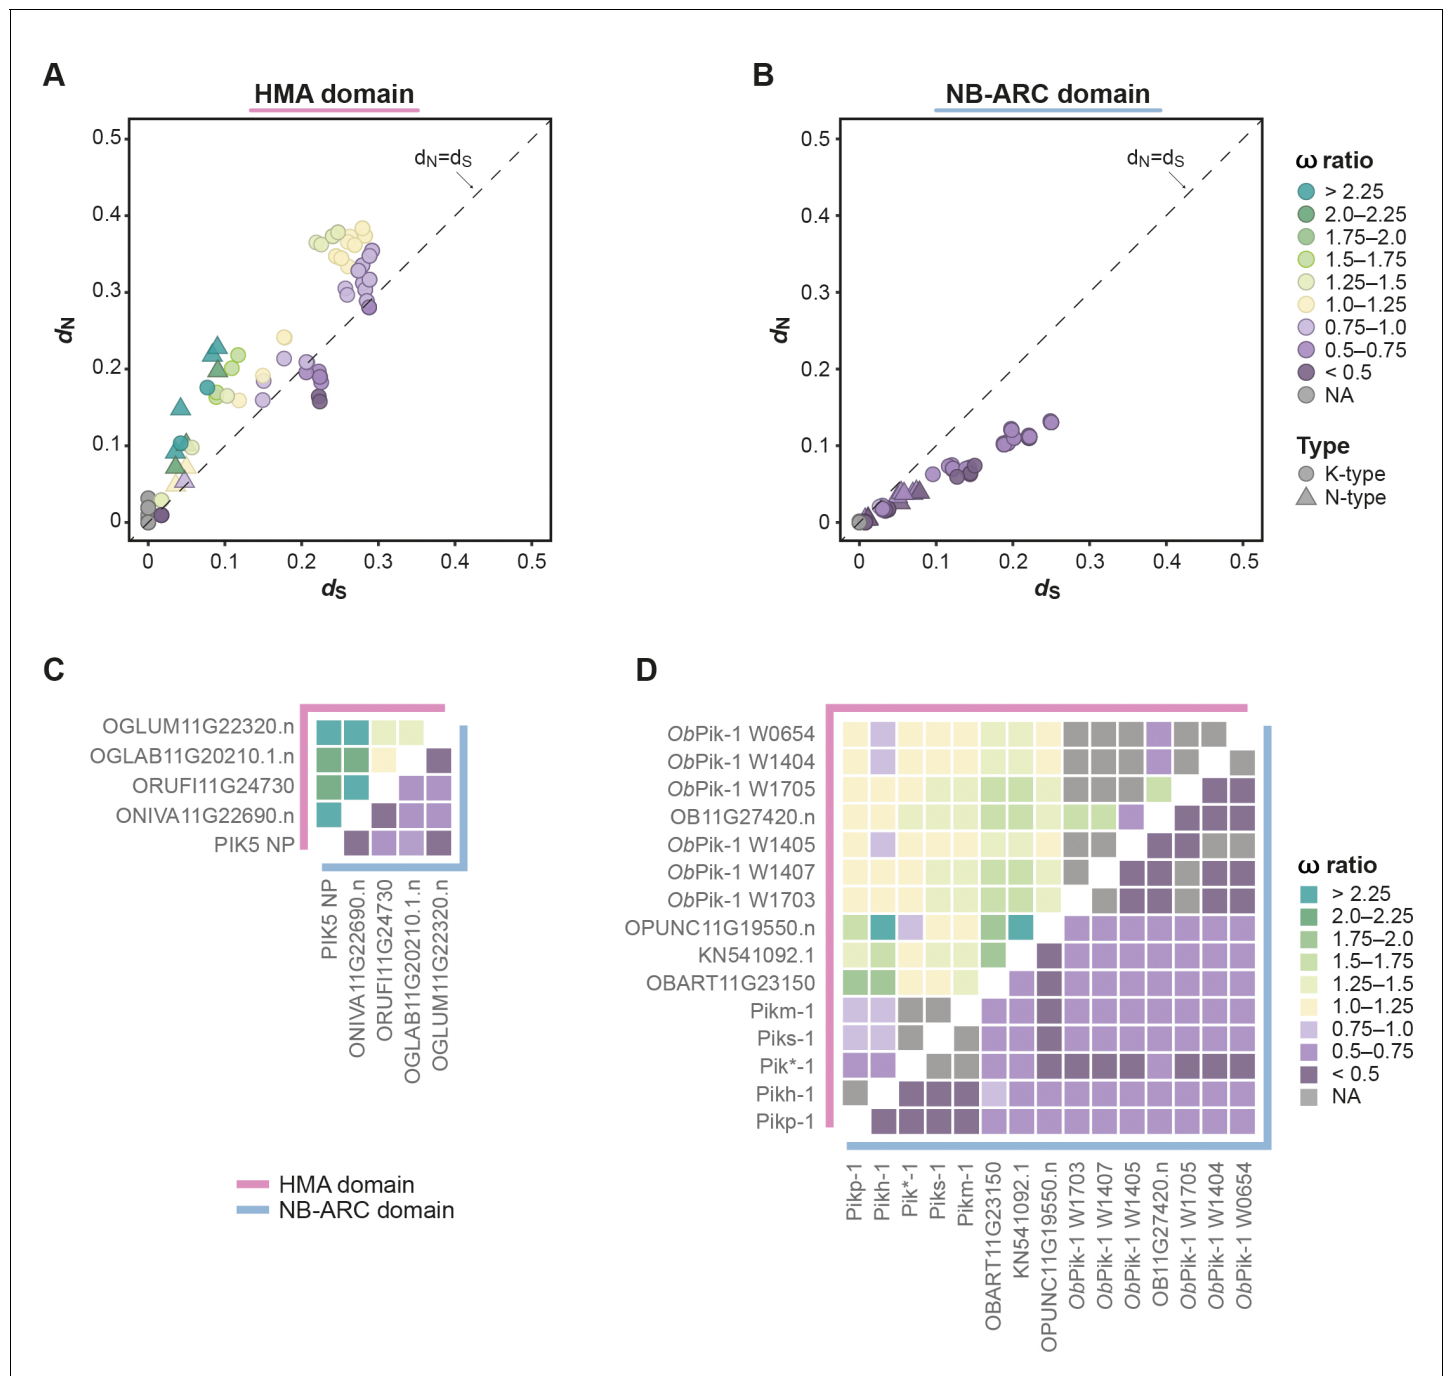 A
HMA domain
0.5
0.4
0.3
0.2
0.1
0
dN
dN=dS
0 0.1 0.2 0.3 0.4 0.5
dS
B
NB-ARC domain
0.5
0.4
0.3
0.2
0.1
0
dN
dN=dS
0 0.1 0.2 0.3 0.4 0.5
dS
ω ratio
> 2.25
2.0–2.25
1.75–2.0
1.5–1.75
1.25–1.5
1.0–1.25
0.75–1.0
0.5–0.75
< 0.5
NA
Type
K-type
N-type
C
OGLUM11G22320.n
OGLAB11G20210.1.n
ORUFI11G24730
ONIVA11G22690.n
PIK5 NP
PIK5 NP
ONIVA11G22690.n
ORUFI11G24730
OGLAB11G20210.1.n
OGLUM11G22320.n
HMA domain
NB-ARC domain
D
ObPik-1 W0654
ObPik-1 W1404
ObPik-1 W1705
OB11G27420.n
ObPik-1 W1405
ObPik-1 W1407
ObPik-1 W1703
OPUNC11G19550.n
KN541092.1
OBART11G23150
Pikm-1
Piks-1
Pik*-1
Pikh-1
Pikp-1
Pikp-1
Pikh-1
Pik*-1
Piks-1
Pikm-1
OBART11G23150
KN541092.1
OPUNC11G19550.n
ObPik-1 W1703
ObPik-1 W1407
ObPik-1 W1405
OB11G27420.n
ObPik-1 W1705
ObPik-1 W1404
ObPik-1 W0654
ω ratio
> 2.25
2.0–2.25
1.75–2.0
1.5–1.75
1.25–1.5
1.0–1.25
0.75–1.0
0.5–0.75
< 0.5
NA